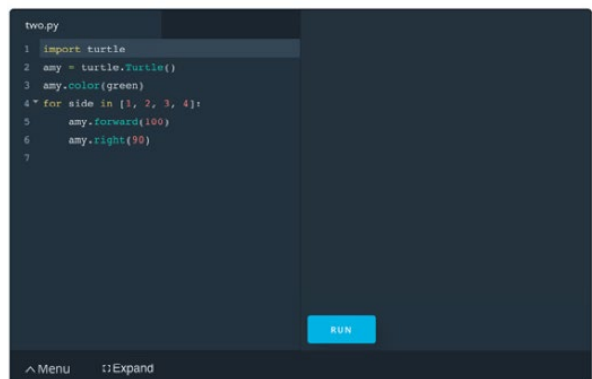 two.py
1 import turtle
2 amy = turtle.Turtle()
3 amy.color(green)
4 for side in [1, 2, 3, 4]:
5     amy.forward(100)
6     amy.right(90)
7
RUN
Menu Expand